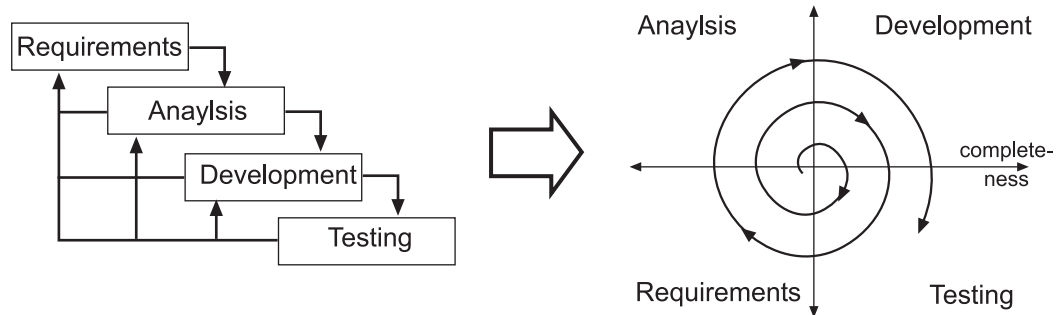 Requirements
Anaylsis
Development
Testing
Anaylsis
Development
complete-
ness
Requirements
Testing